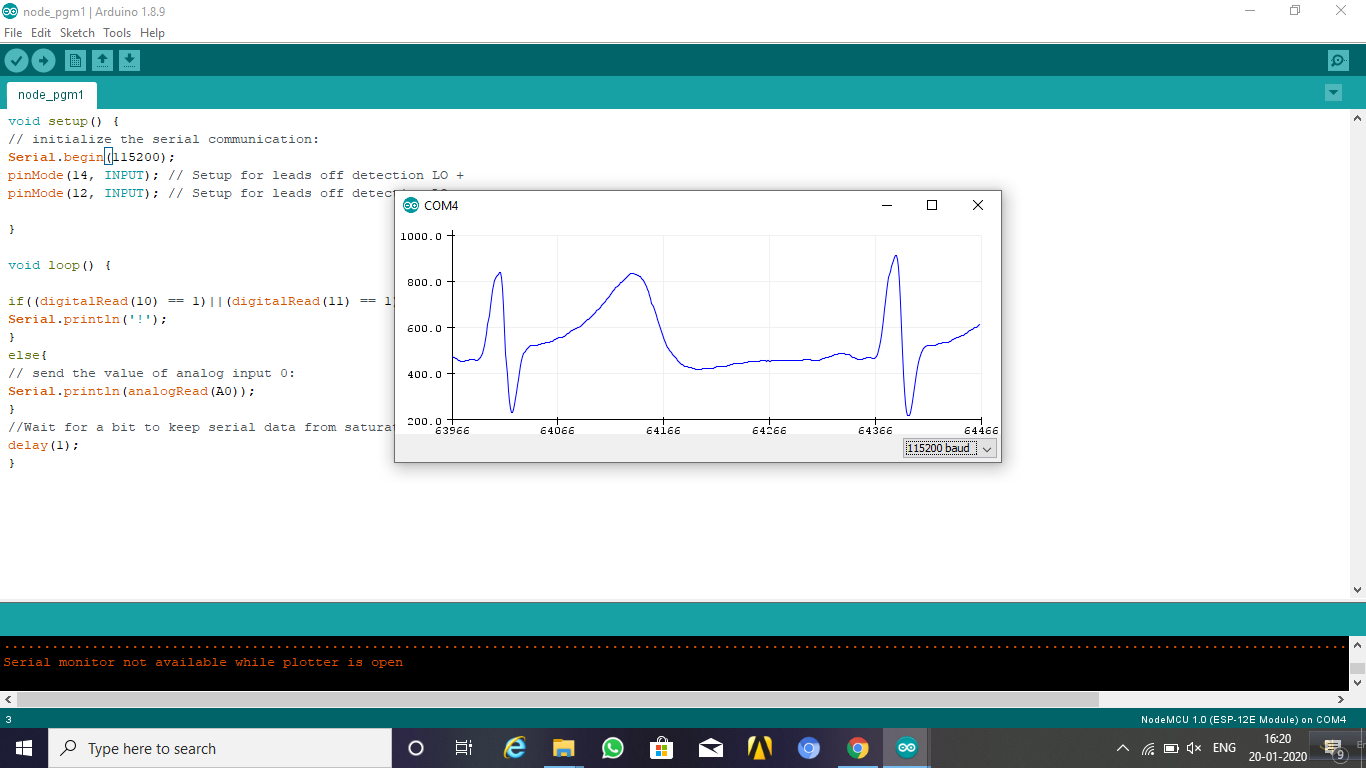 node_pgm1 | Arduino 1.8.9
File Edit Sketch Tools Help
node_pgm1
void setup() {
// initialize the serial communication:
Serial.begin(115200);
pinMode(14, INPUT); // Setup for leads off detection LO +
pinMode(12, INPUT); // Setup for leads off
}
void loop() {
if((digitalRead(10) == 1)||(digitalRead(11) == 1
Serial.println('!');
}
else{
// send the value of analog input 0:
Serial.println(analogRead(A0));
}
//Wait for a bit to keep serial data from
delay(1);
}
COM4
1000.0
800.0
600.0
400.0
200.0
63966 64066 64166 64266 64366 64466
115200 baud
Serial monitor not available while plotter is open
3
NodeMCU 1.0 (ESP-12E Module) on COM4
Type here to search
ENG
16:20
20-01-2020
9